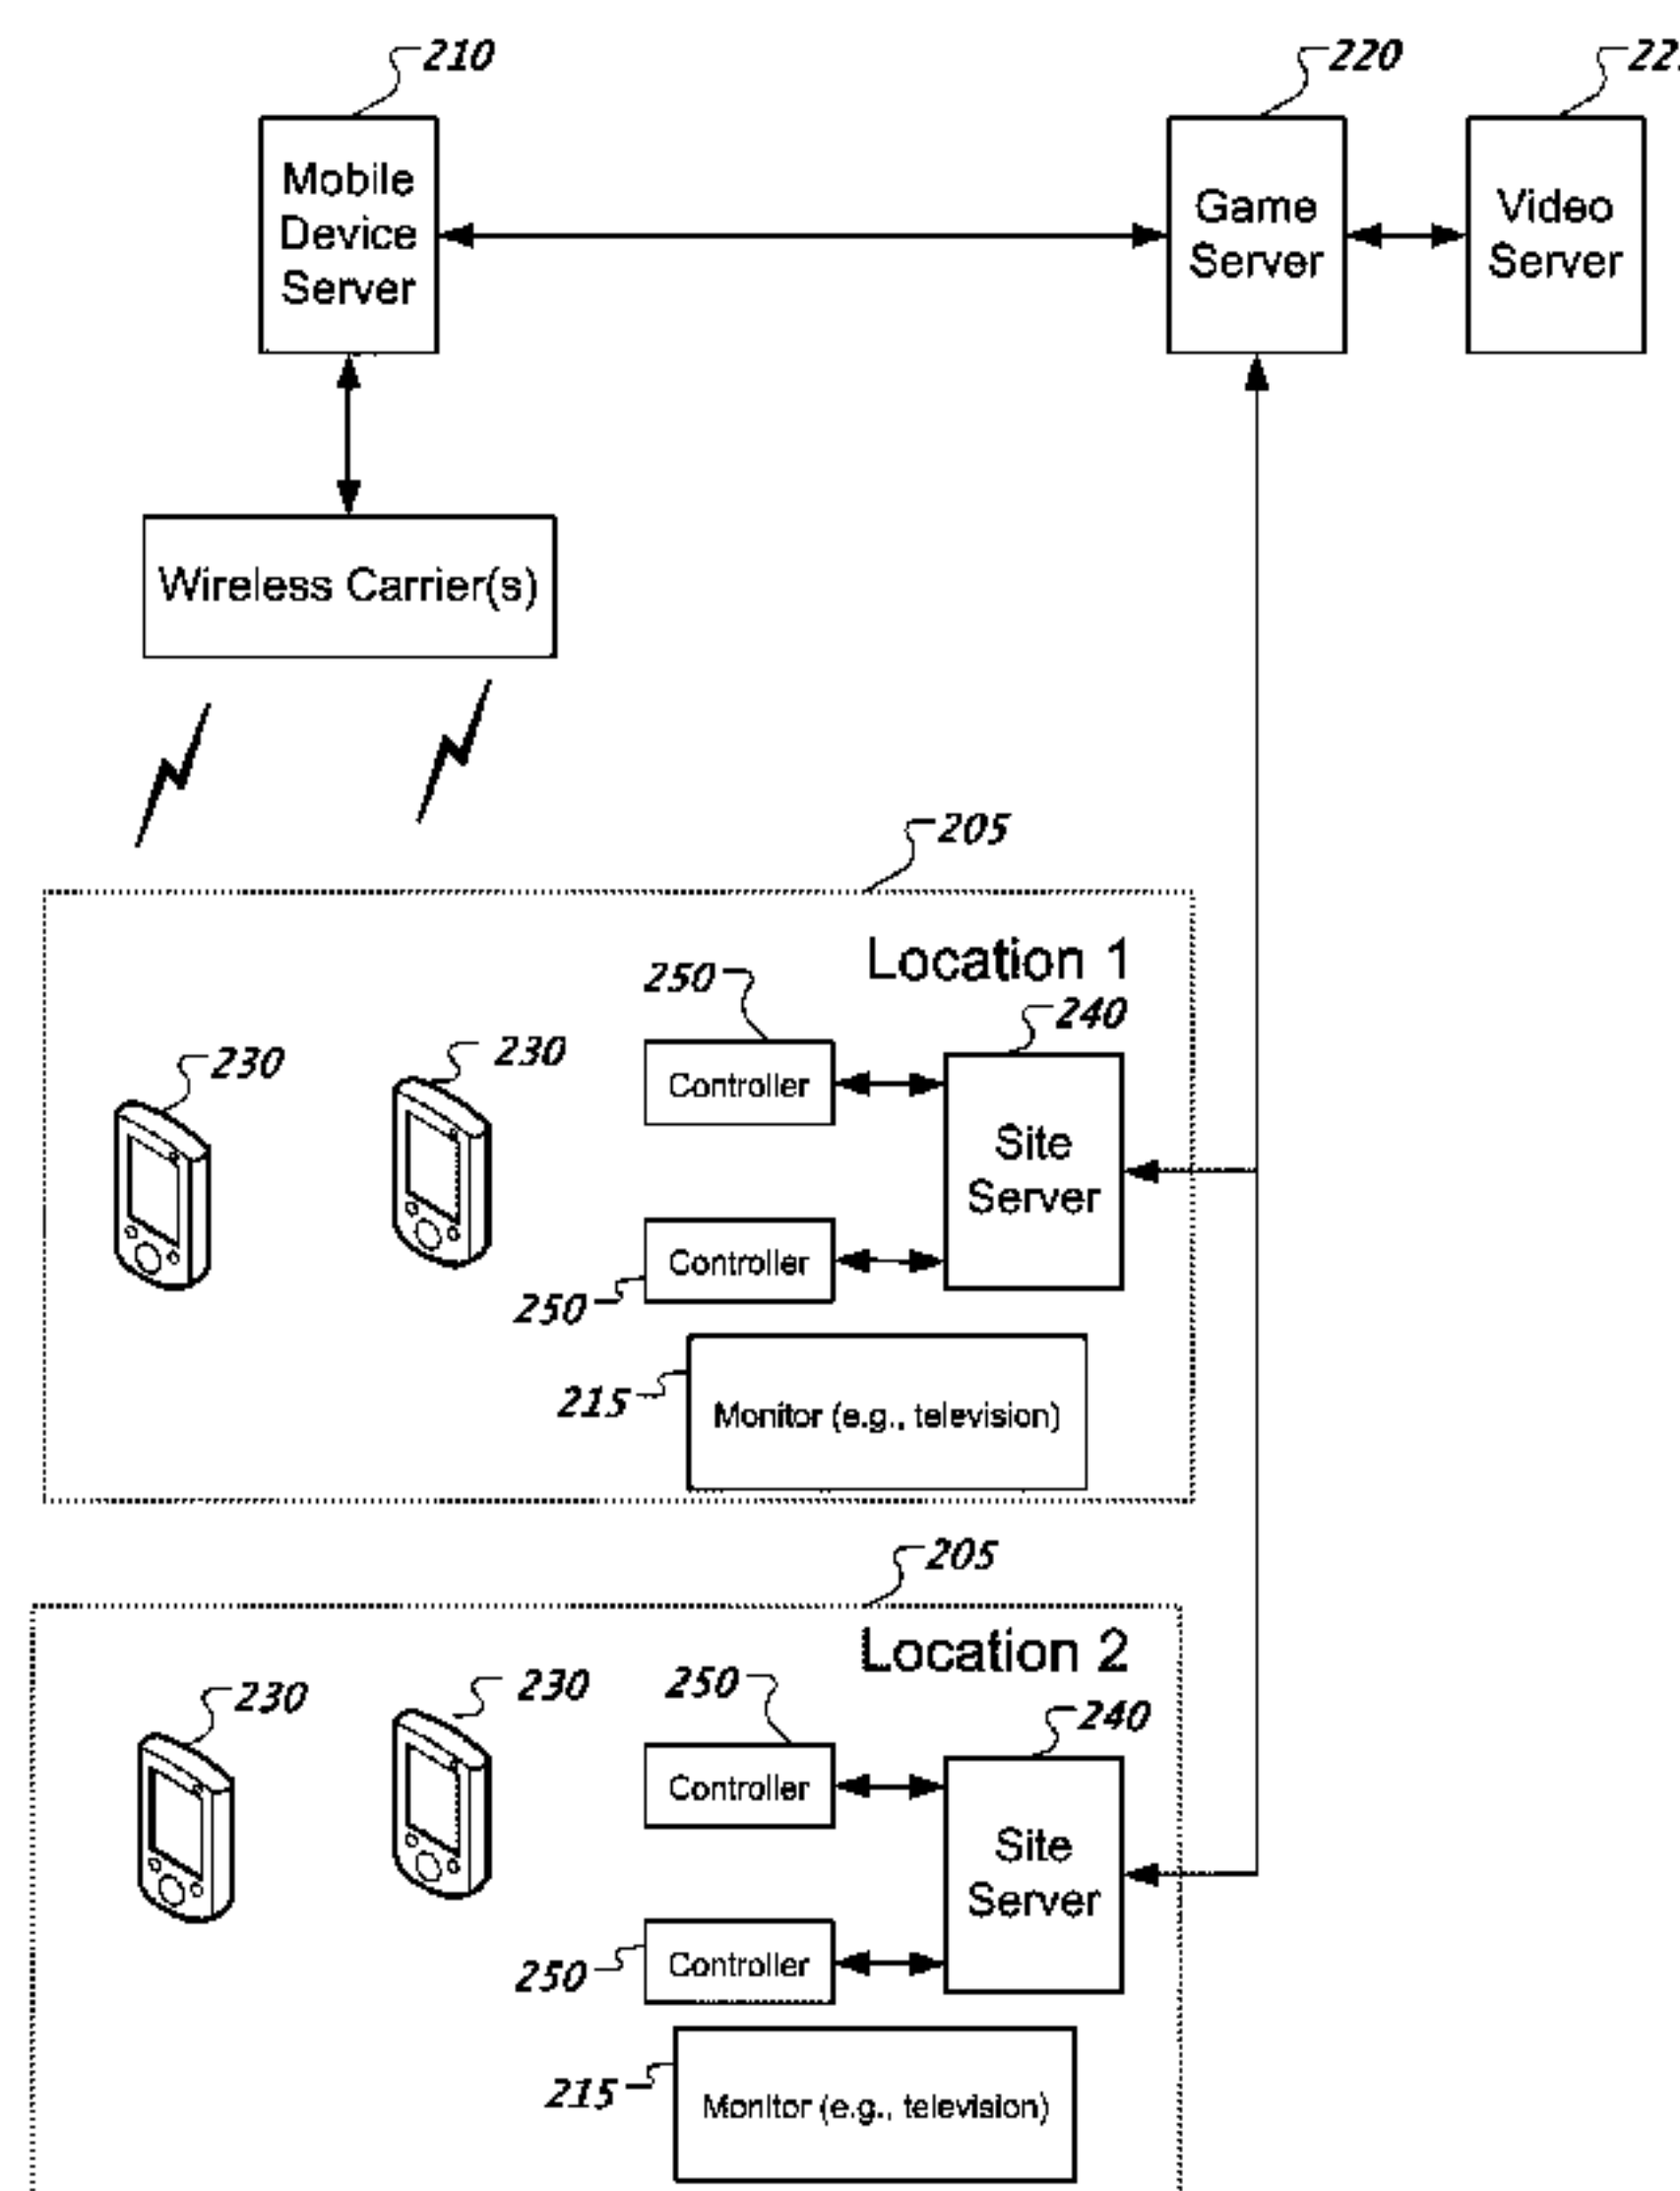 210
220
Mobile
Device
Server
Game
Server
Video
Server
Wireless Carrier(s)
205
Location 1
250
240
230
230
Controller
Site
Server
Controller
250
215
Monitor (e.g., television)
205
Location 2
250
240
230
230
Controller
Site
Server
Controller
250
215
Monitor (e.g., television)